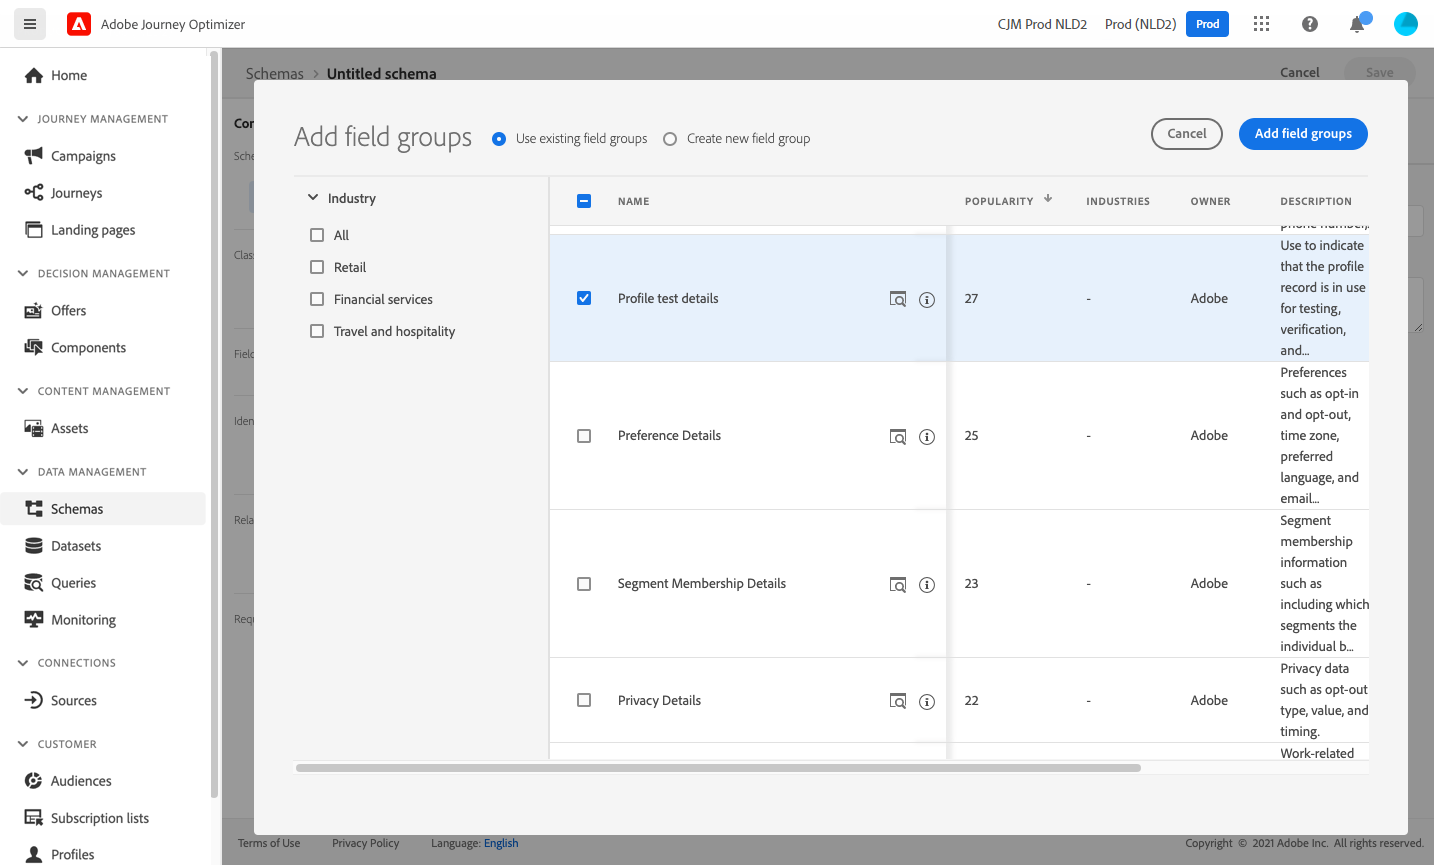 Adobe Journey Optimizer
CJM Prod NLD2
Prod (NLD2)
Prod
Home
JOURNEY MANAGEMENT
Campaigns
Journeys
Landing pages
DECISION MANAGEMENT
Offers
Components
CONTENT MANAGEMENT
Assets
DATA MANAGEMENT
Schemas
Datasets
Queries
Monitoring
CONNECTIONS
Sources
CUSTOMER
Audiences
Subscription lists
Profiles
Schemas > Untitled schema
Cancel
Save
Add field groups
Use existing field groups
Create new field group
Cancel
Add field groups
Industry
All
Retail
Financial services
Travel and hospitality
NAME POPULARITY INDUSTRIES OWNER DESCRIPTION
phone number,
Profile test details 27 - Adobe
Use to indicate
that the profile
record is in use
for testing,
verification,
and...
Preference Details 25 - Adobe
Preferences
such as opt-in
and opt-out,
time zone,
preferred
language, and
email...
Segment Membership Details 23 - Adobe
Segment
membership
information
such as
including which
segments the
individual b...
Privacy Details 22 - Adobe
Privacy data
such as opt-out
type, value, and
timing.
Work-related
Terms of Use
Privacy Policy
Language: English
Copyright © 2021 Adobe Inc. All rights reserved.